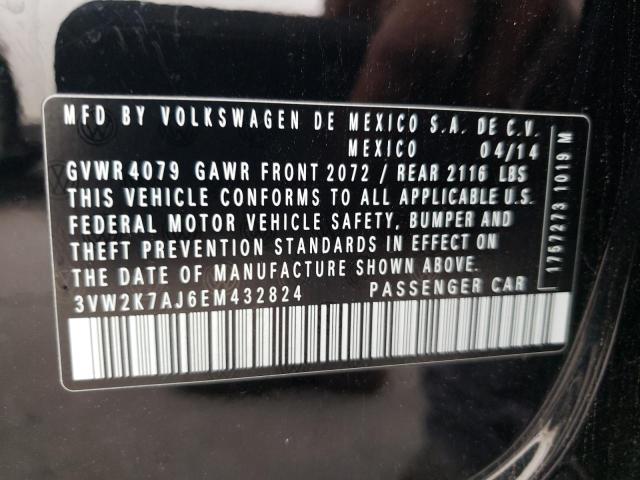 MFD BY VOLKSWAGEN DE MEXICO S.A. DE C.V.
MEXICO 04/14
GVWR 4079 GAWR FRONT 2072 / REAR 2116 LBS
THIS VEHICLE CONFORMS TO ALL APPLICABLE U.S.
FEDERAL MOTOR VEHICLE SAFETY, BUMPER AND
THEFT PREVENTION STANDARDS IN EFFECT ON
THE DATE OF MANUFACTURE SHOWN ABOVE.
3VW2K7AJ6EM432824 PASSENGER CAR
1757273 1019 M